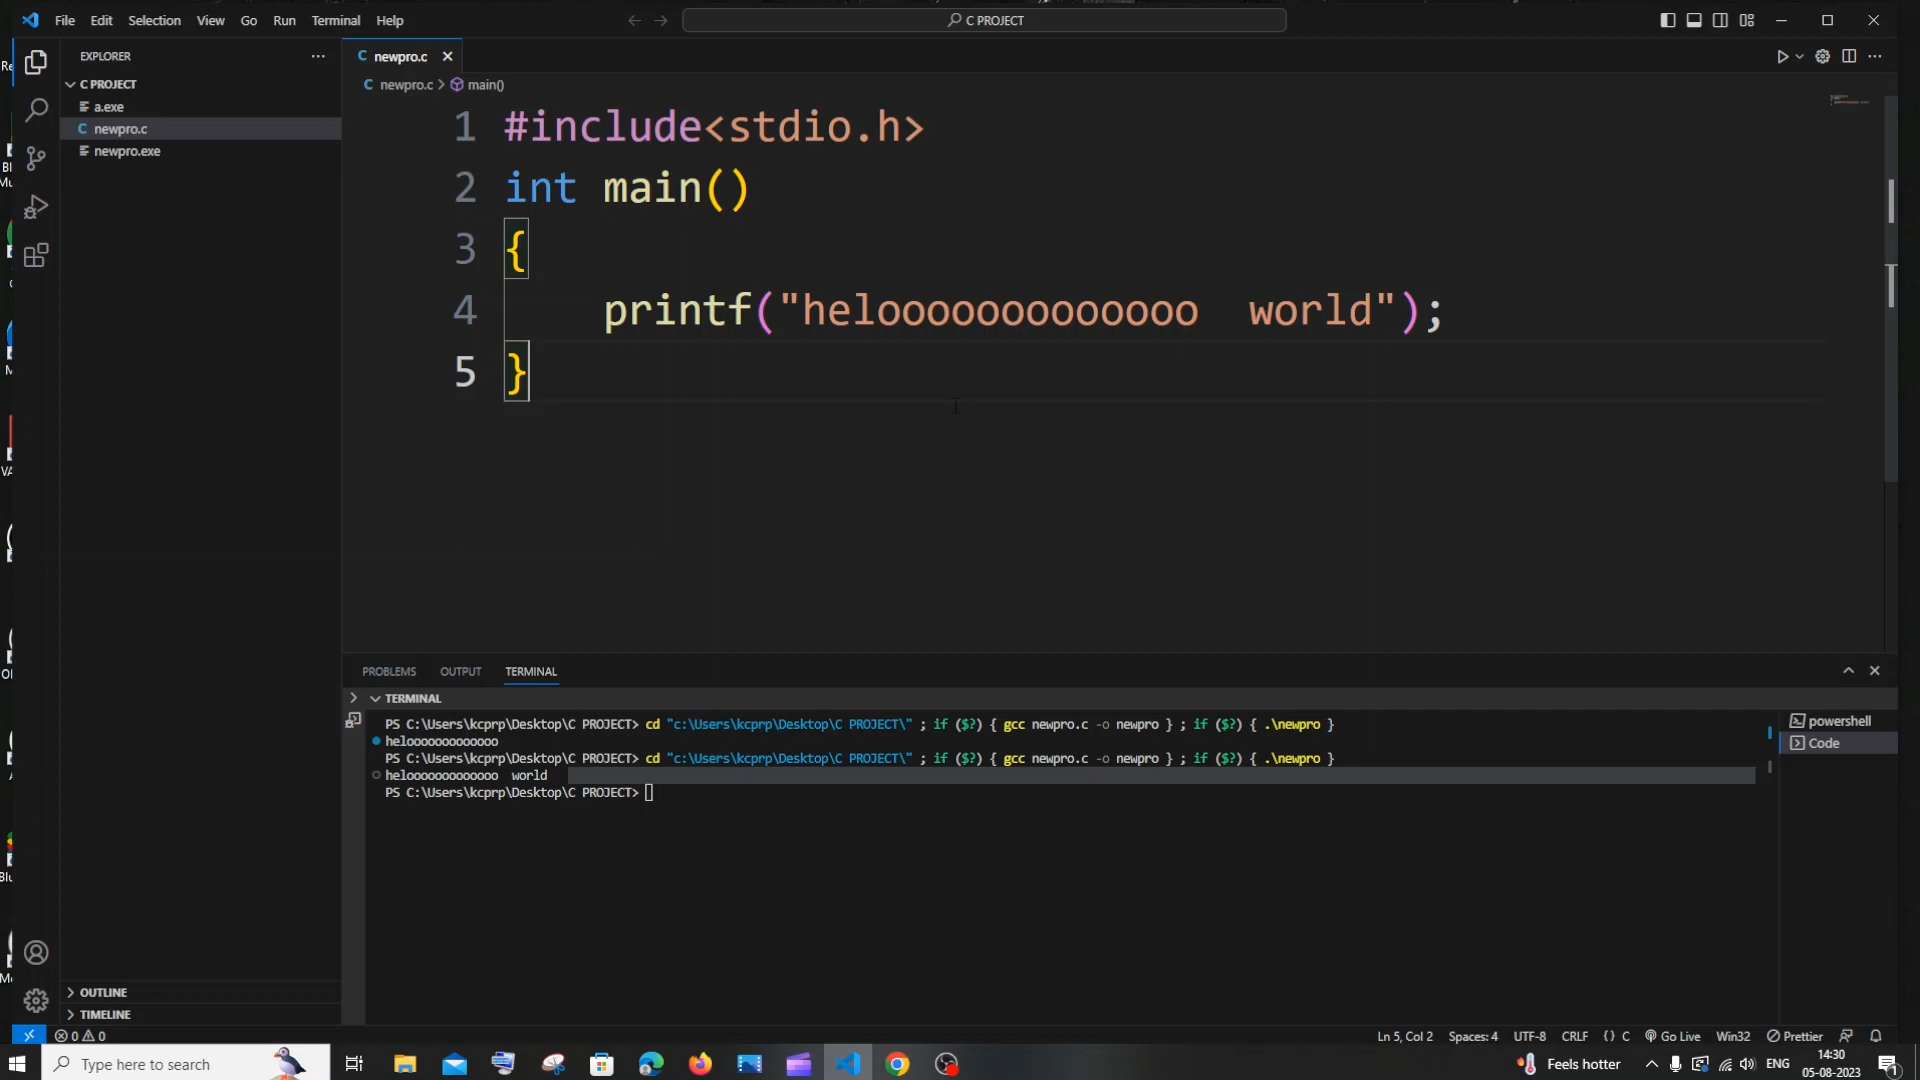 File Edit Selection View Go Run Terminal Help
C PROJECT
EXPLORER
C PROJECT
a.exe
C newpro.c
newpro.exe
C newpro.c
C newpro.c > main()
1 #include<stdio.h>
2 int main()
3 {
4 printf("helooooooooooooo  world");
5 }
PROBLEMS OUTPUT TERMINAL
TERMINAL
PS C:\Users\kcprp\Desktop\C PROJECT> cd "c:\Users\kcprp\Desktop\C PROJECT\" ; if ($?) { gcc newpro.c -o newpro } ; if ($?) { .\newpro }
helooooooooooooo
PS C:\Users\kcprp\Desktop\C PROJECT> cd "c:\Users\kcprp\Desktop\C PROJECT\" ; if ($?) { gcc newpro.c -o newpro } ; if ($?) { .\newpro }
helooooooooooooo  world
PS C:\Users\kcprp\Desktop\C PROJECT>
powershell
Code
OUTLINE
TIMELINE
0 0
Ln 5, Col 2 Spaces: 4 UTF-8 CRLF {} C Go Live Win32 Prettier
Type here to search
Feels hotter
ENG
14:30
05-08-2023
1